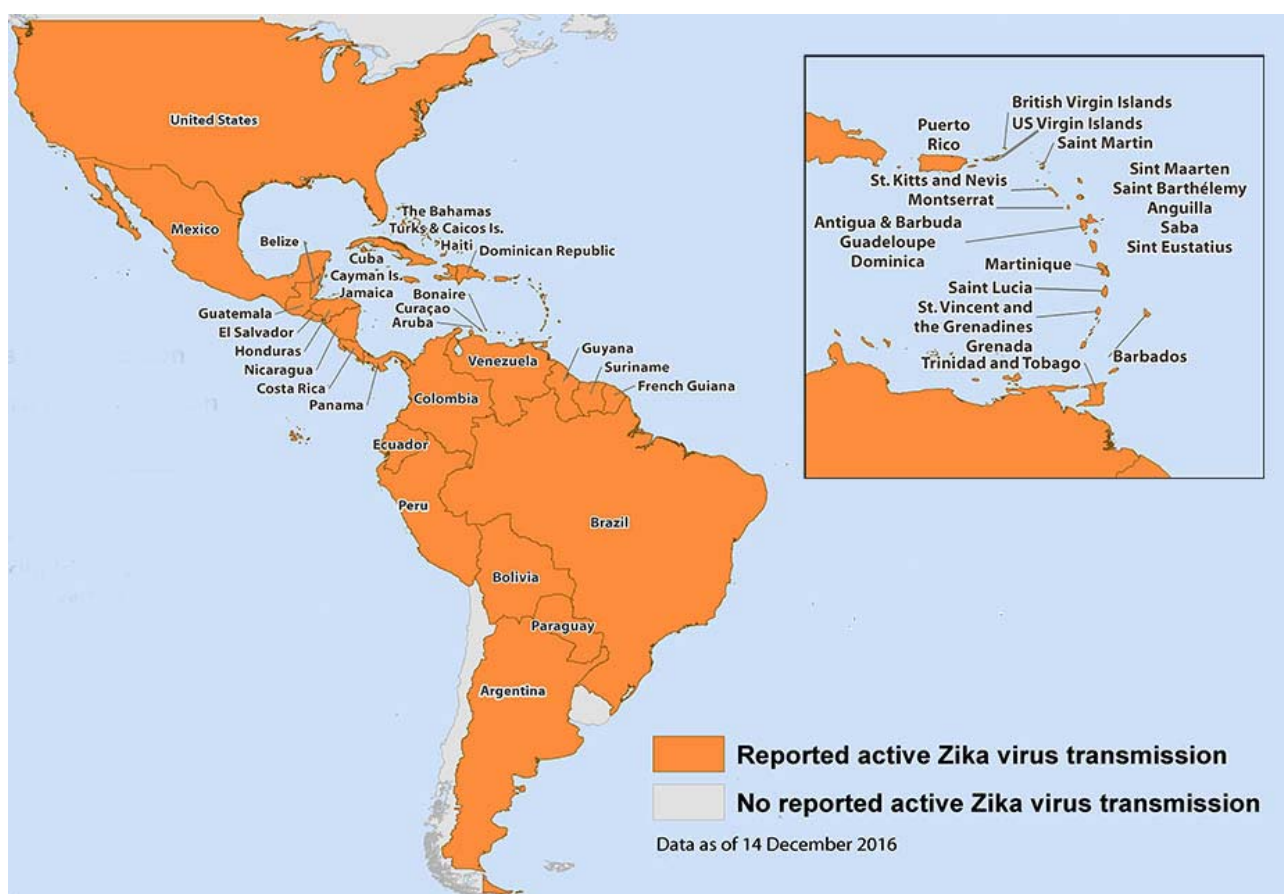 United States
Mexico
Belize
The Bahamas
Turks & Caicos Is.
Haiti
Dominican Republic
Cuba
Cayman Is.
Jamaica
Bonaire
Curaçao
Aruba
Guatemala
El Salvador
Honduras
Nicaragua
Costa Rica
Panama
Venezuela
Guyana
Suriname
French Guiana
Colombia
Ecuador
Peru
Brazil
Bolivia
Paraguay
Argentina
British Virgin Islands
US Virgin Islands
Puerto
Rico
Saint Martin
St. Kitts and Nevis
Montserrat
Sint Maarten
Saint Barthélemy
Anguilla
Saba
Sint Eustatius
Antigua & Barbuda
Guadeloupe
Dominica
Martinique
Saint Lucia
St. Vincent and
the Grenadines
Grenada
Trinidad and Tobago
Barbados
Reported active Zika virus transmission
No reported active Zika virus transmission
Data as of 14 December 2016